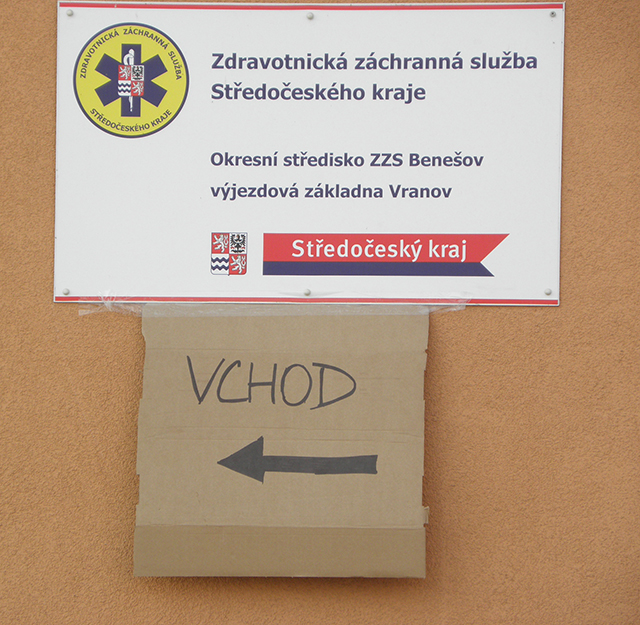 ZDRAVOTNICKÁ ZÁCHRANNÁ SLUŽBA
STŘEDOČESKÉHO KRAJE
Zdravotnická záchranná služba
Středočeského kraje
Okresní středisko ZZS Benešov
výjezdová základna Vranov
Středočeský kraj
VCHOD